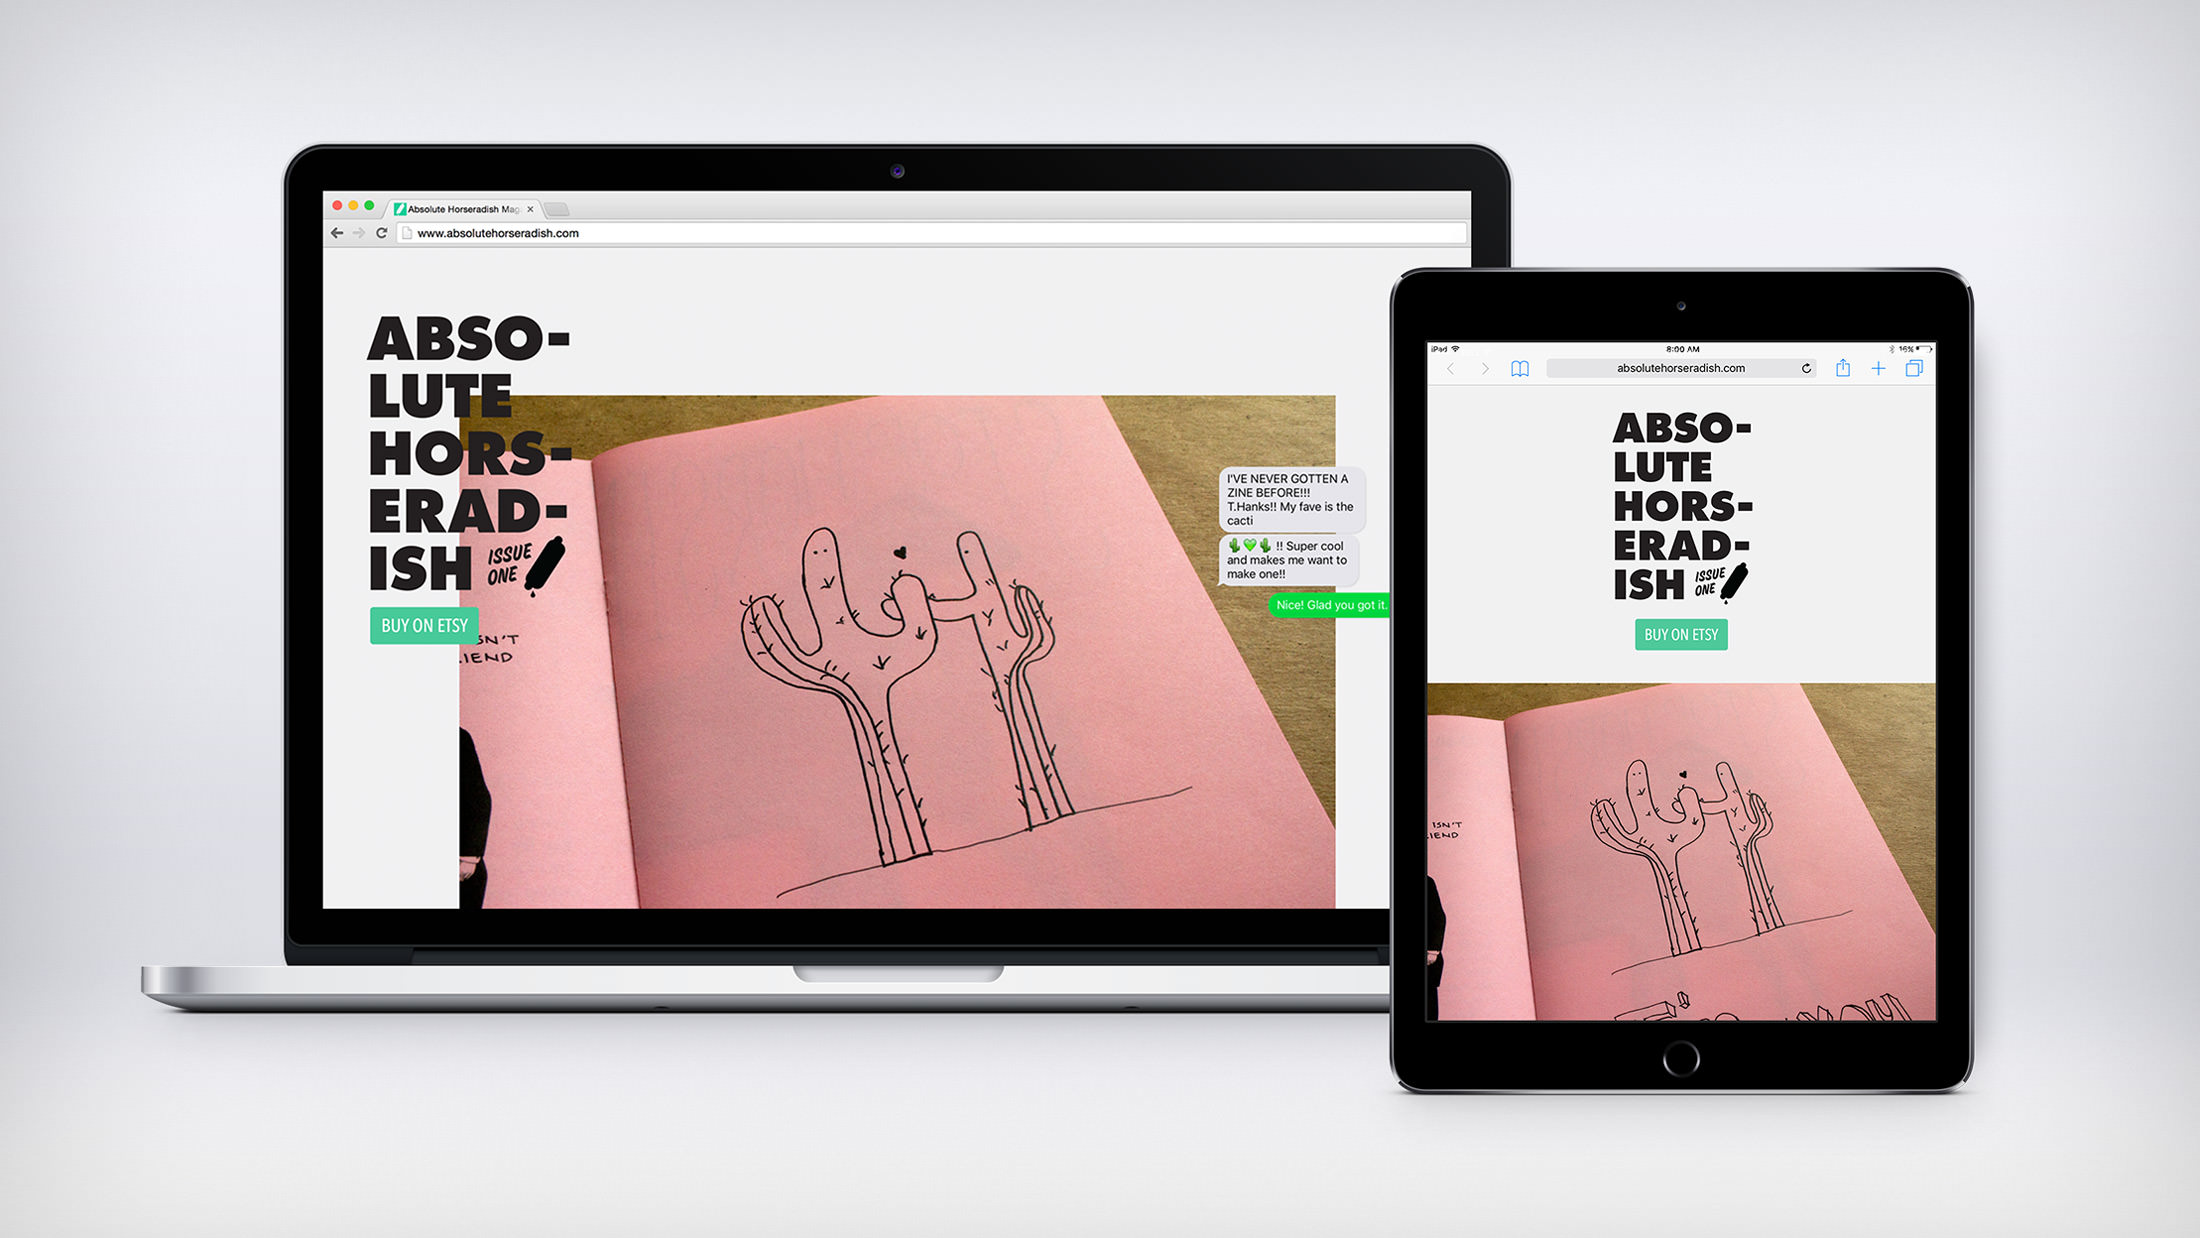 Absolute Horseradish Mag
www.absolutehorseradish.com
ABSO-
LUTE
HORS-
ERAD-
ISH
ISSUE
ONE
BUY ON ETSY
SN'T
IEND
I'VE NEVER GOTTEN A
ZINE BEFORE!!!
T.Hanks!! My fave is the
cacti
🌵💚🌵 !! Super cool
and makes me want to
make one!!
Nice! Glad you got it.
iPad
8:00 AM
16%
absolutehorseradish.com
ABSO-
LUTE
HORS-
ERAD-
ISH
ISSUE
ONE
BUY ON ETSY
ISN'T
IEND